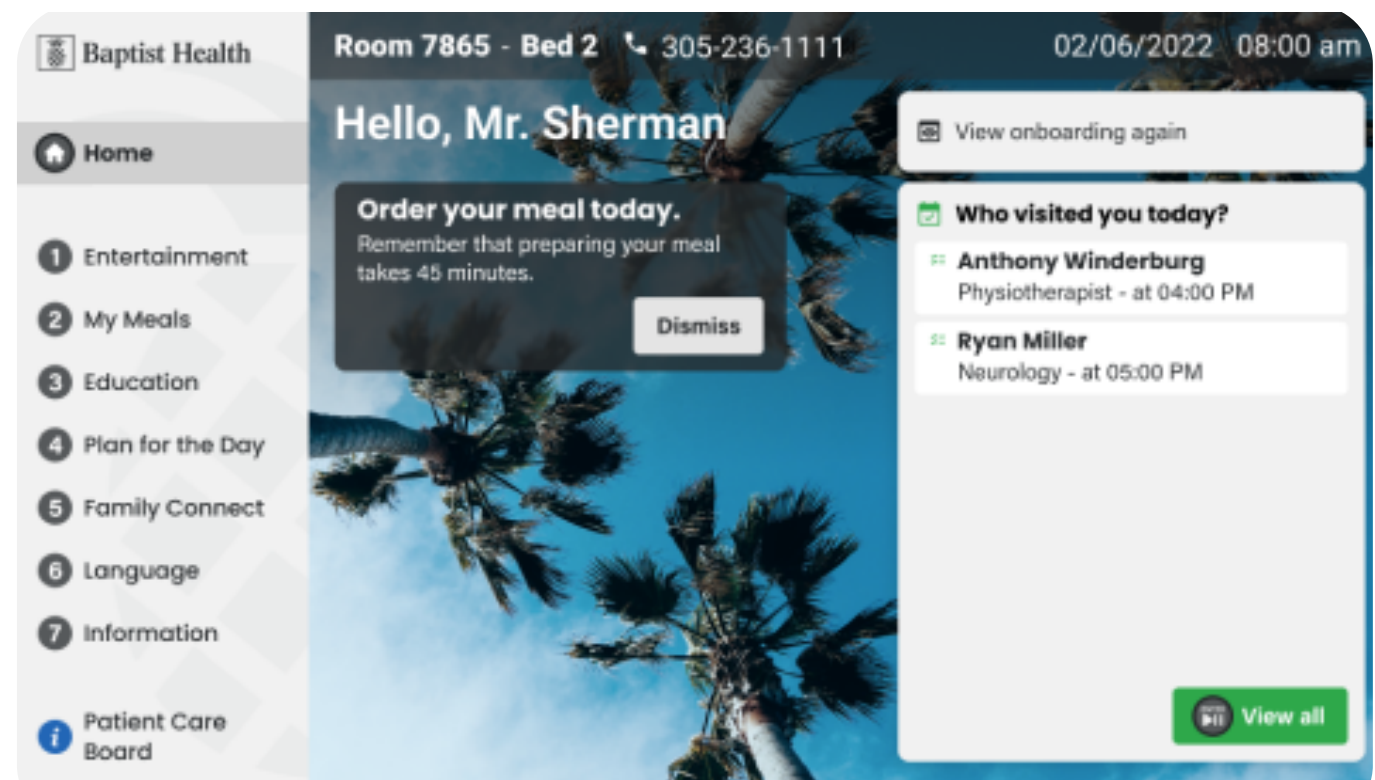 Baptist Health
Home
1 Entertainment
2 My Meals
3 Education
4 Plan for the Day
5 Family Connect
6 Language
7 Information
i Patient Care
Board
Room 7865 - Bed 2 305-236-1111
02/06/2022 08:00 am
Hello, Mr. Sherman
Order your meal today.
Remember that preparing your meal
takes 45 minutes.
Dismiss
View onboarding again
Who visited you today?
Anthony Winderburg
Physiotherapist - at 04:00 PM
Ryan Miller
Neurology - at 05:00 PM
View all